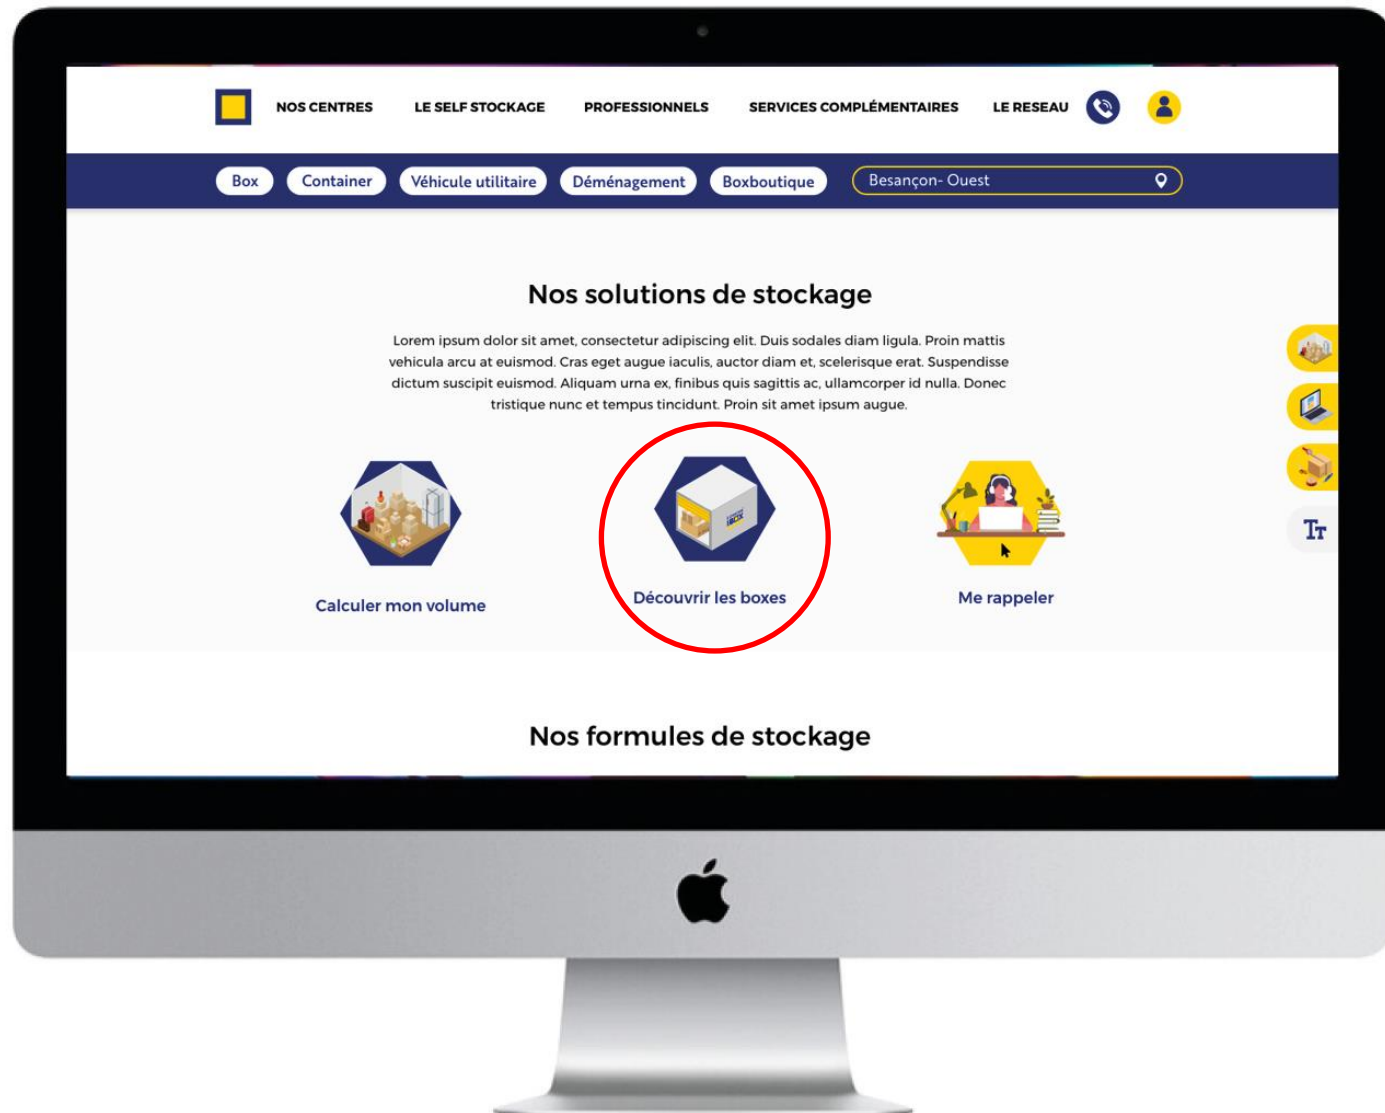 NOS CENTRES LE SELF STOCKAGE PROFESSIONNELS SERVICES COMPLÉMENTAIRES LE RESEAU
Box Container Véhicule utilitaire Déménagement Boxboutique Besançon- Ouest
Nos solutions de stockage
Lorem ipsum dolor sit amet, consectetur adipiscing elit. Duis sodales diam ligula. Proin mattis
vehicula arcu at euismod. Cras eget augue iaculis, auctor diam et, scelerisque erat. Suspendisse
dictum suscipit euismod. Aliquam urna ex, finibus quis sagittis ac, ullamcorper id nulla. Donec
tristique nunc et tempus tincidunt. Proin sit amet ipsum augue.
BOX
Tт
Calculer mon volume Découvrir les boxes Me rappeler
Nos formules de stockage